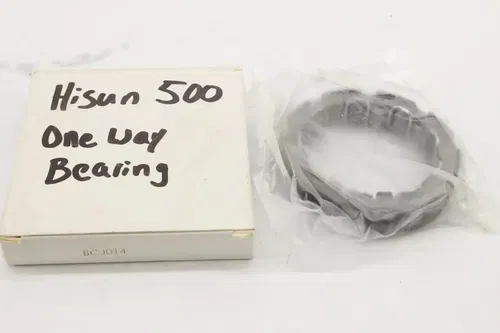 Hisun 500
One Way
Bearing